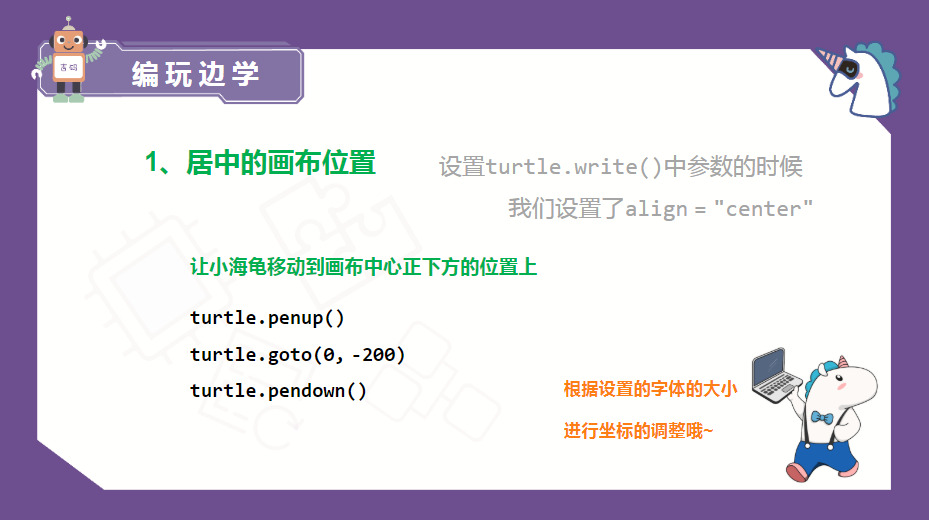 编玩边学
1、居中的画布位置
设置turtle.write()中参数的时候
我们设置了align = "center"
让小海龟移动到画布中心正下方的位置上
turtle.penup()
turtle.goto(0, -200)
turtle.pendown()
根据设置的字体的大小
进行坐标的调整哦~